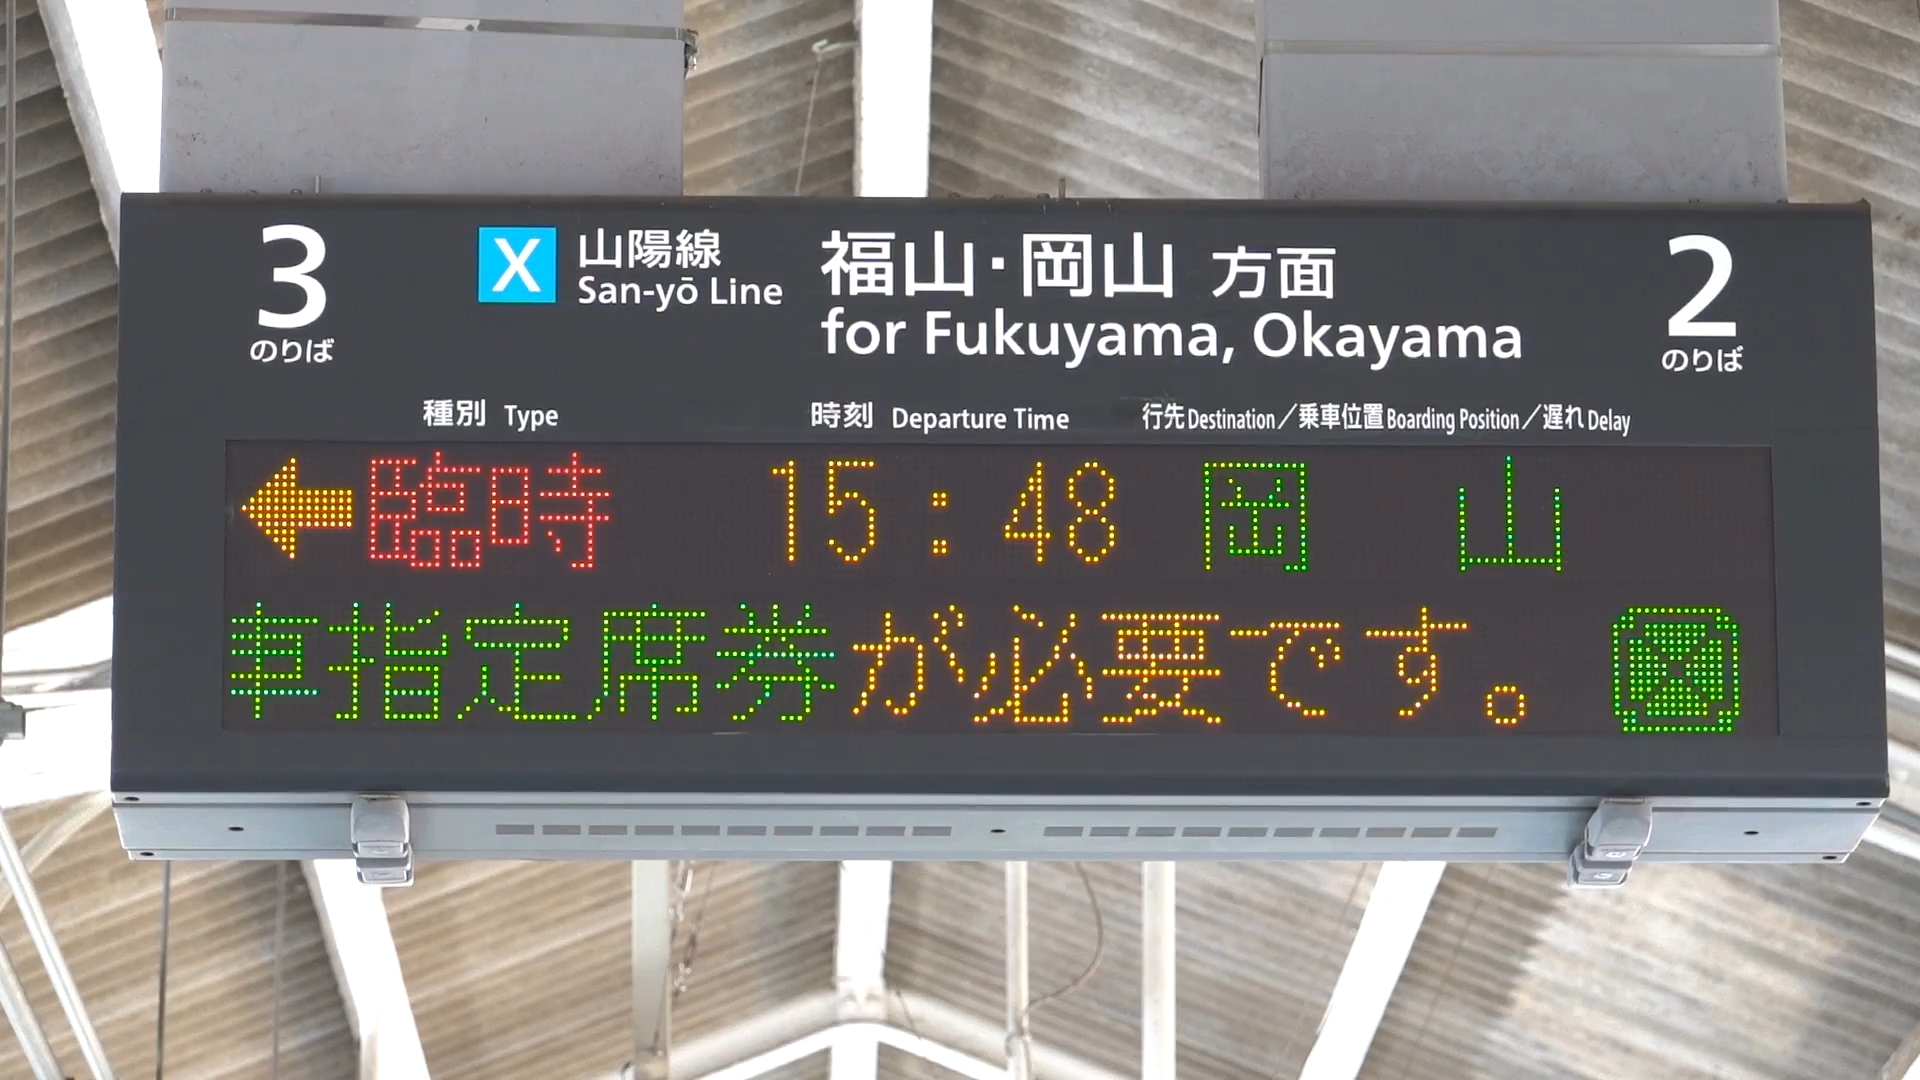 3
のりば
X 山陽線
San-yō Line
福山・岡山 方面
for Fukuyama, Okayama
2
のりば
種別 Type 時刻 Departure Time 行先 Destination／乗車位置 Boarding Position／遅れ Delay
←臨時 15:48 岡山
車指定席券が必要です。